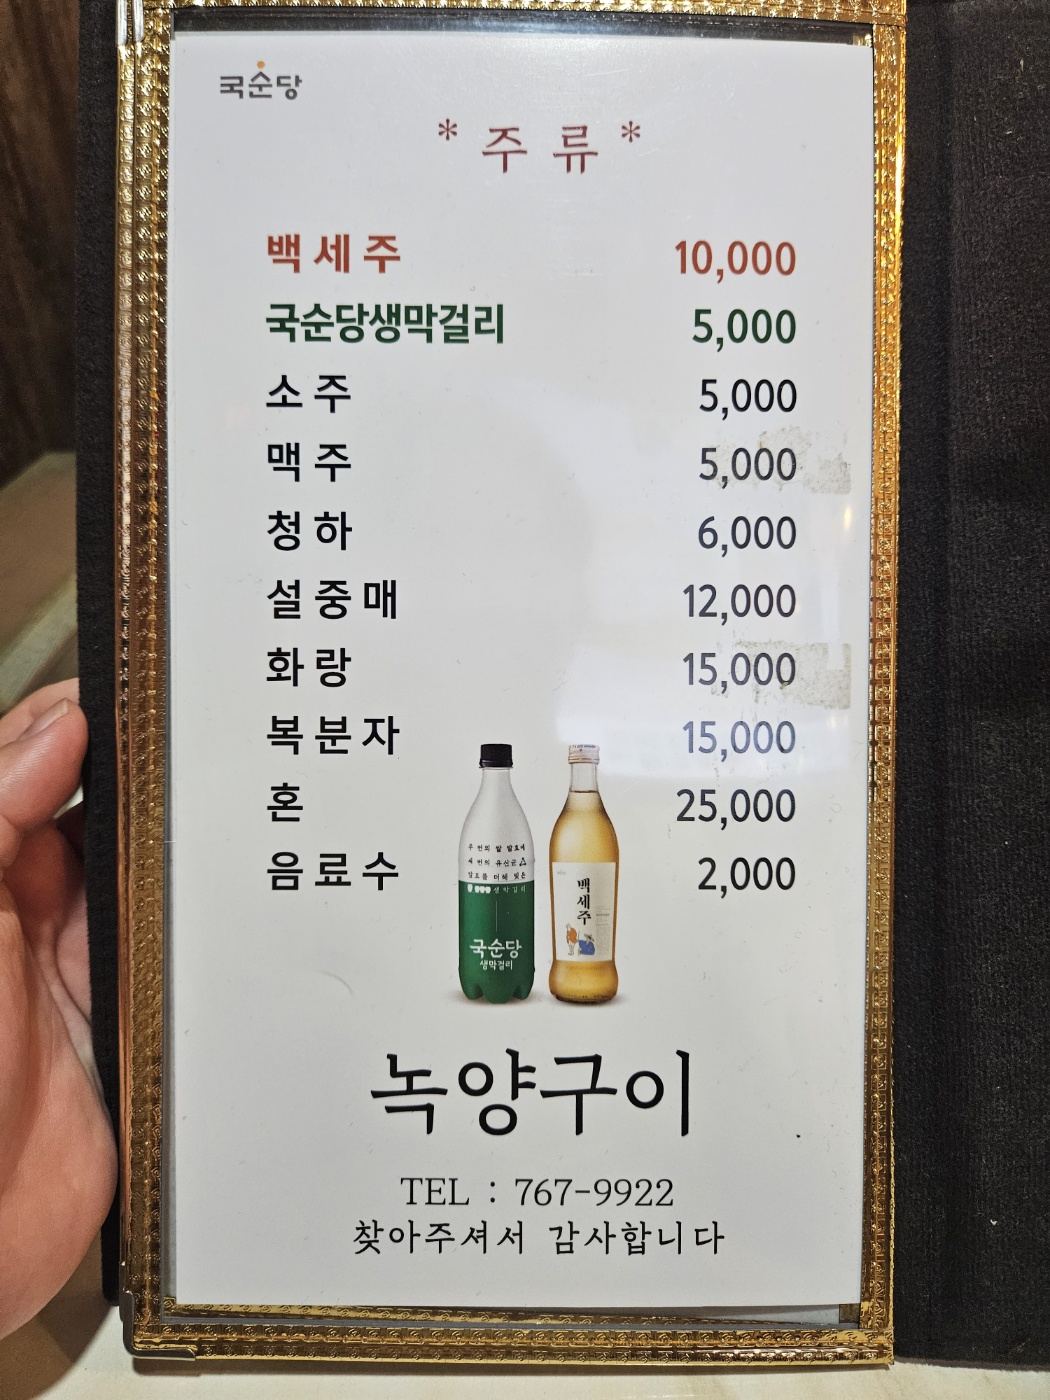 국순당
* 주 류 *
백 세 주 10,000
국순당생막걸리 5,000
소 주 5,000
맥 주 5,000
청 하 6,000
설 중 매 12,000
화 랑 15,000
복 분 자 15,000
혼 25,000
음 료 수 2,000
생막걸리
국순당
생막걸리
백세주
녹양구이
TEL : 767-9922
찾아주셔서 감사합니다